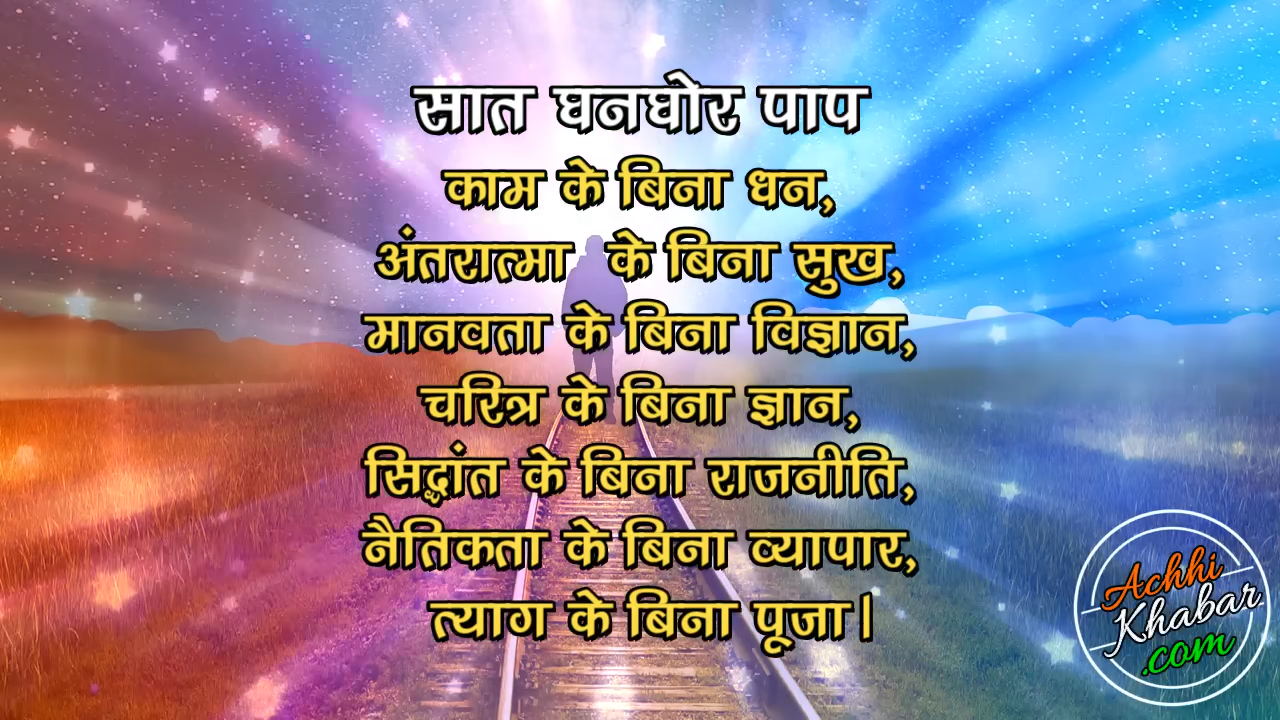 सात घनघोर पाप
काम के बिना धन,
अंतरात्मा के बिना सुख,
मानवता के बिना विज्ञान,
चरित्र के बिना ज्ञान,
सिद्धांत के बिना राजनीति,
नैतिकता के बिना व्यापार,
त्याग के बिना पूजा।
Achhi
Khabar
.com